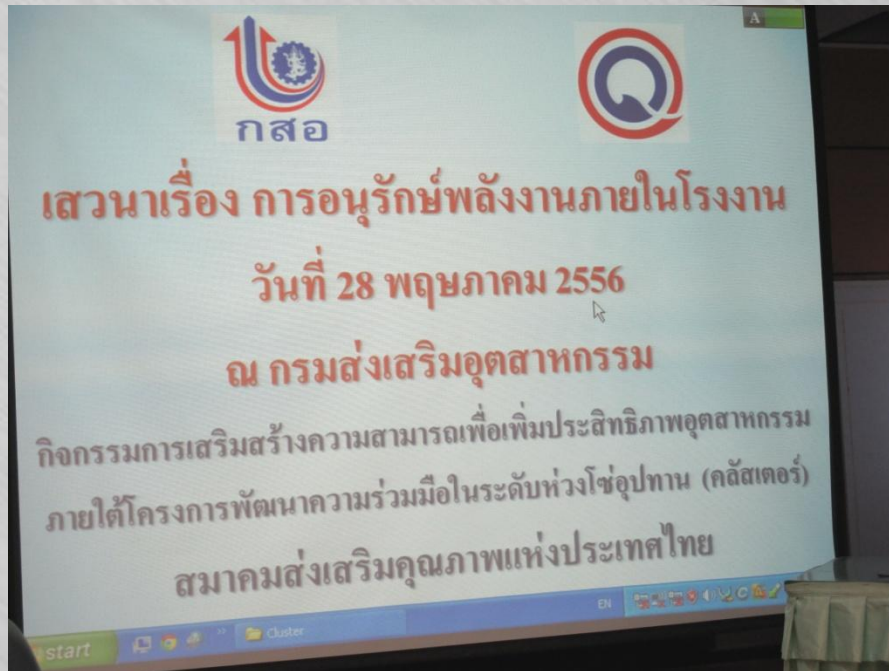 A
กสอ
เสวนาเรื่อง การอนุรักษ์พลังงานภายในโรงงาน
วันที่ 28 พฤษภาคม 2556
ณ กรมส่งเสริมอุตสาหกรรม
กิจกรรมการเสริมสร้างความสามารถเพื่อเพิ่มประสิทธิภาพอุตสาหกรรม
ภายใต้โครงการพัฒนาความร่วมมือในระดับห่วงโซ่อุปทาน (คลัสเตอร์)
สมาคมส่งเสริมคุณภาพแห่งประเทศไทย
start Cluster EN